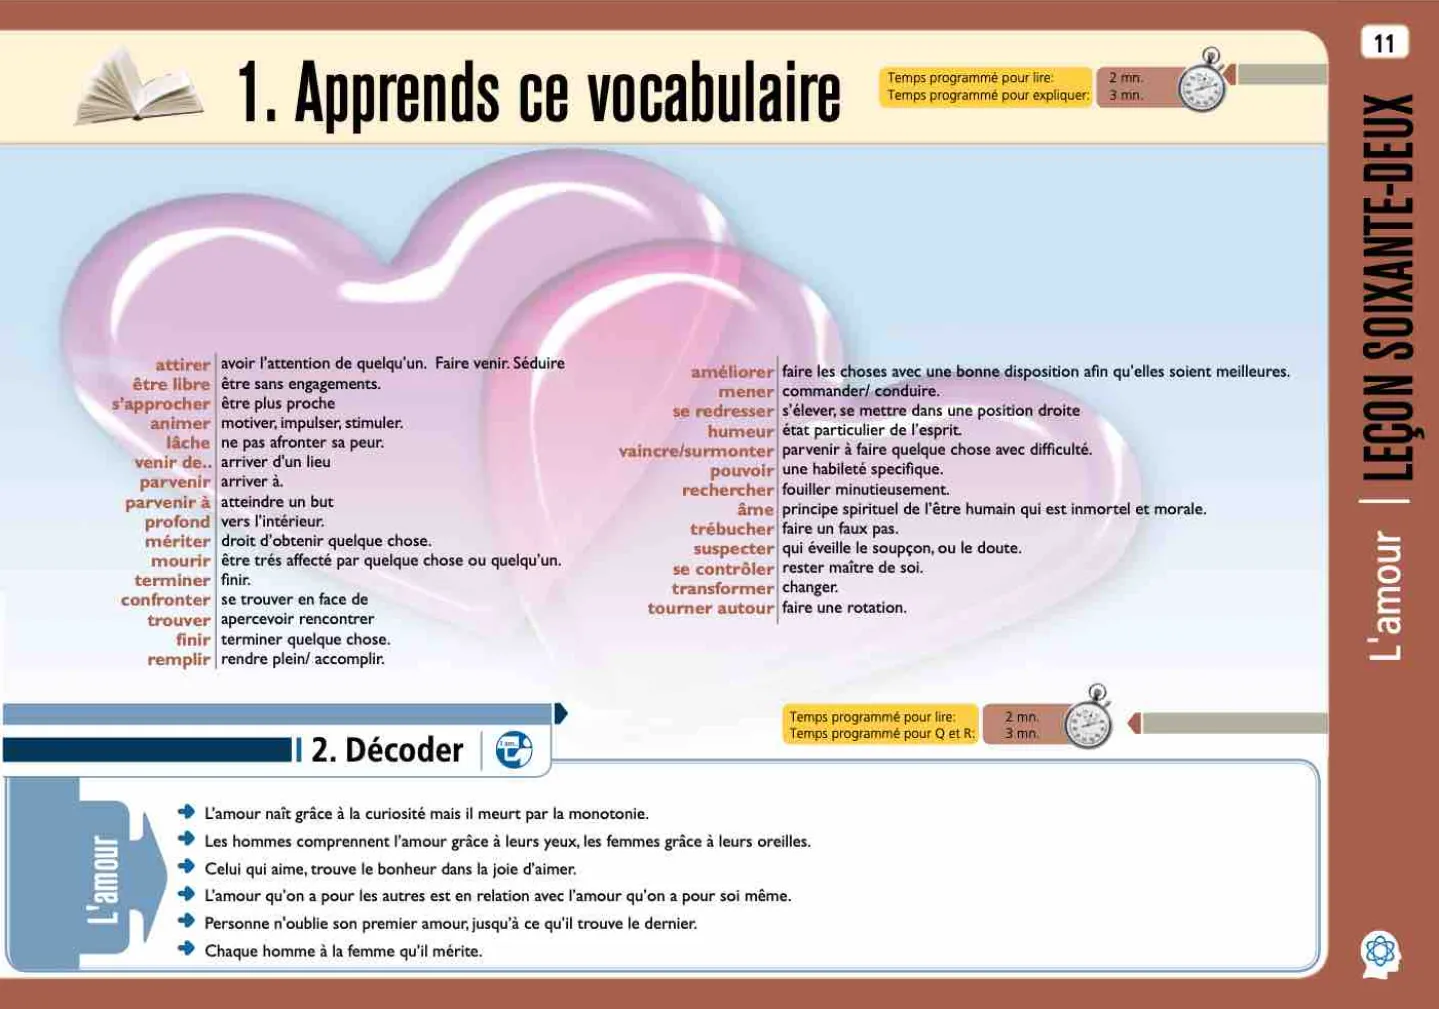 11
1. Apprends ce vocabulaire
Temps programmé pour lire: 2 mn.
Temps programmé pour expliquer: 3 mn.
attirer avoir l'attention de quelqu'un. Faire venir. Séduire
être libre être sans engagements.
s'approcher être plus proche
animer motiver, impulser, stimuler.
lâche ne pas afronter sa peur.
venir de.. arriver d'un lieu
parvenir arriver à.
parvenir à atteindre un but
profond vers l'intérieur.
mériter droit d'obtenir quelque chose.
mourir être trés affecté par quelque chose ou quelqu'un.
terminer finir.
confronter se trouver en face de
trouver apercevoir rencontrer
finir terminer quelque chose.
remplir rendre plein/ accomplir.
améliorer faire les choses avec une bonne disposition afin qu'elles soient meilleures.
mener commander/ conduire.
se redresser s'élever, se mettre dans une position droite
humeur état particulier de l'esprit.
vaincre/surmonter parvenir à faire quelque chose avec difficulté.
pouvoir une habileté specifique.
rechercher fouiller minutieusement.
âme principe spirituel de l'être humain qui est inmortel et morale.
trébucher faire un faux pas.
suspecter qui éveille le soupçon, ou le doute.
se contrôler rester maître de soi.
transformer changer.
tourner autour faire une rotation.
2. Décoder
Temps programmé pour lire: 2 mn.
Temps programmé pour Q et R: 3 mn.
L'amour
L'amour naît grâce à la curiosité mais il meurt par la monotonie.
Les hommes comprennent l'amour grâce à leurs yeux, les femmes grâce à leurs oreilles.
Celui qui aime, trouve le bonheur dans la joie d'aimer.
L'amour qu'on a pour les autres est en relation avec l'amour qu'on a pour soi même.
Personne n'oublie son premier amour, jusqu'à ce qu'il trouve le dernier.
Chaque homme à la femme qu'il mérite.
L'amour | LEÇON SOIXANTE-DEUX